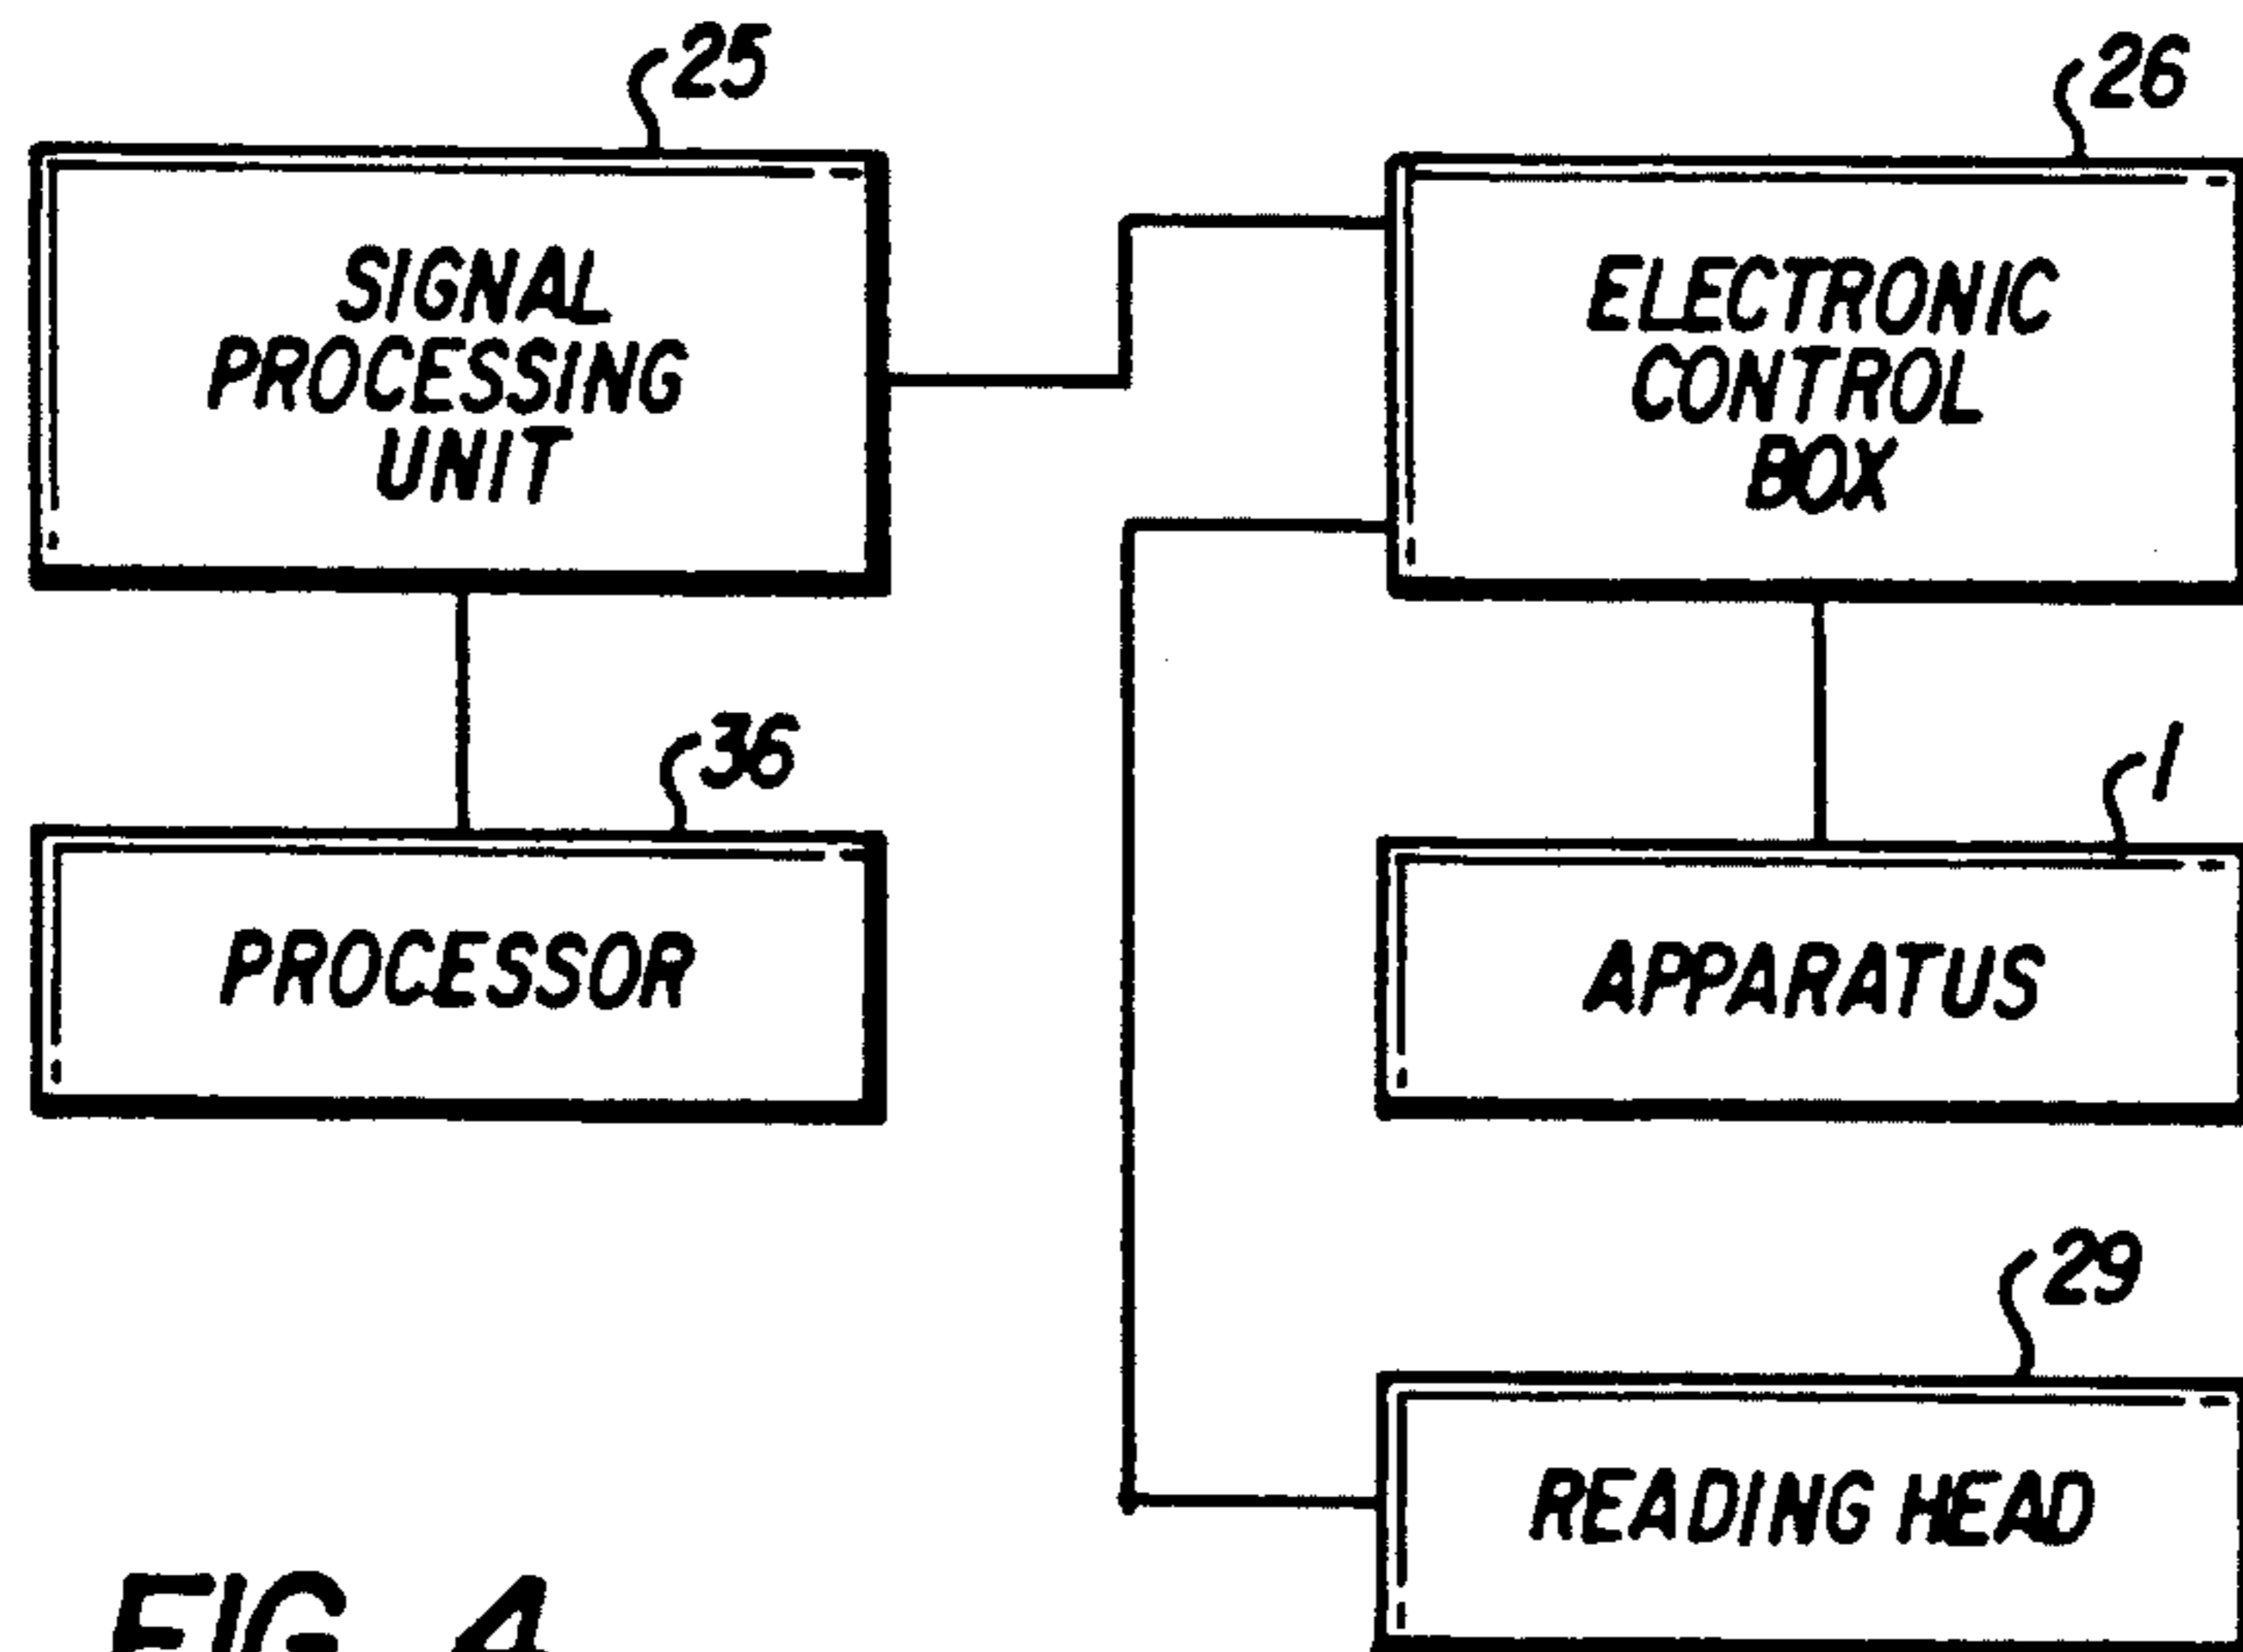 25
26
SIGNAL
PROCESSING
UNIT
ELECTRONIC
CONTROL
BOX
36
1
PROCESSOR
APPARATUS
29
READING HEAD
FIG. 4